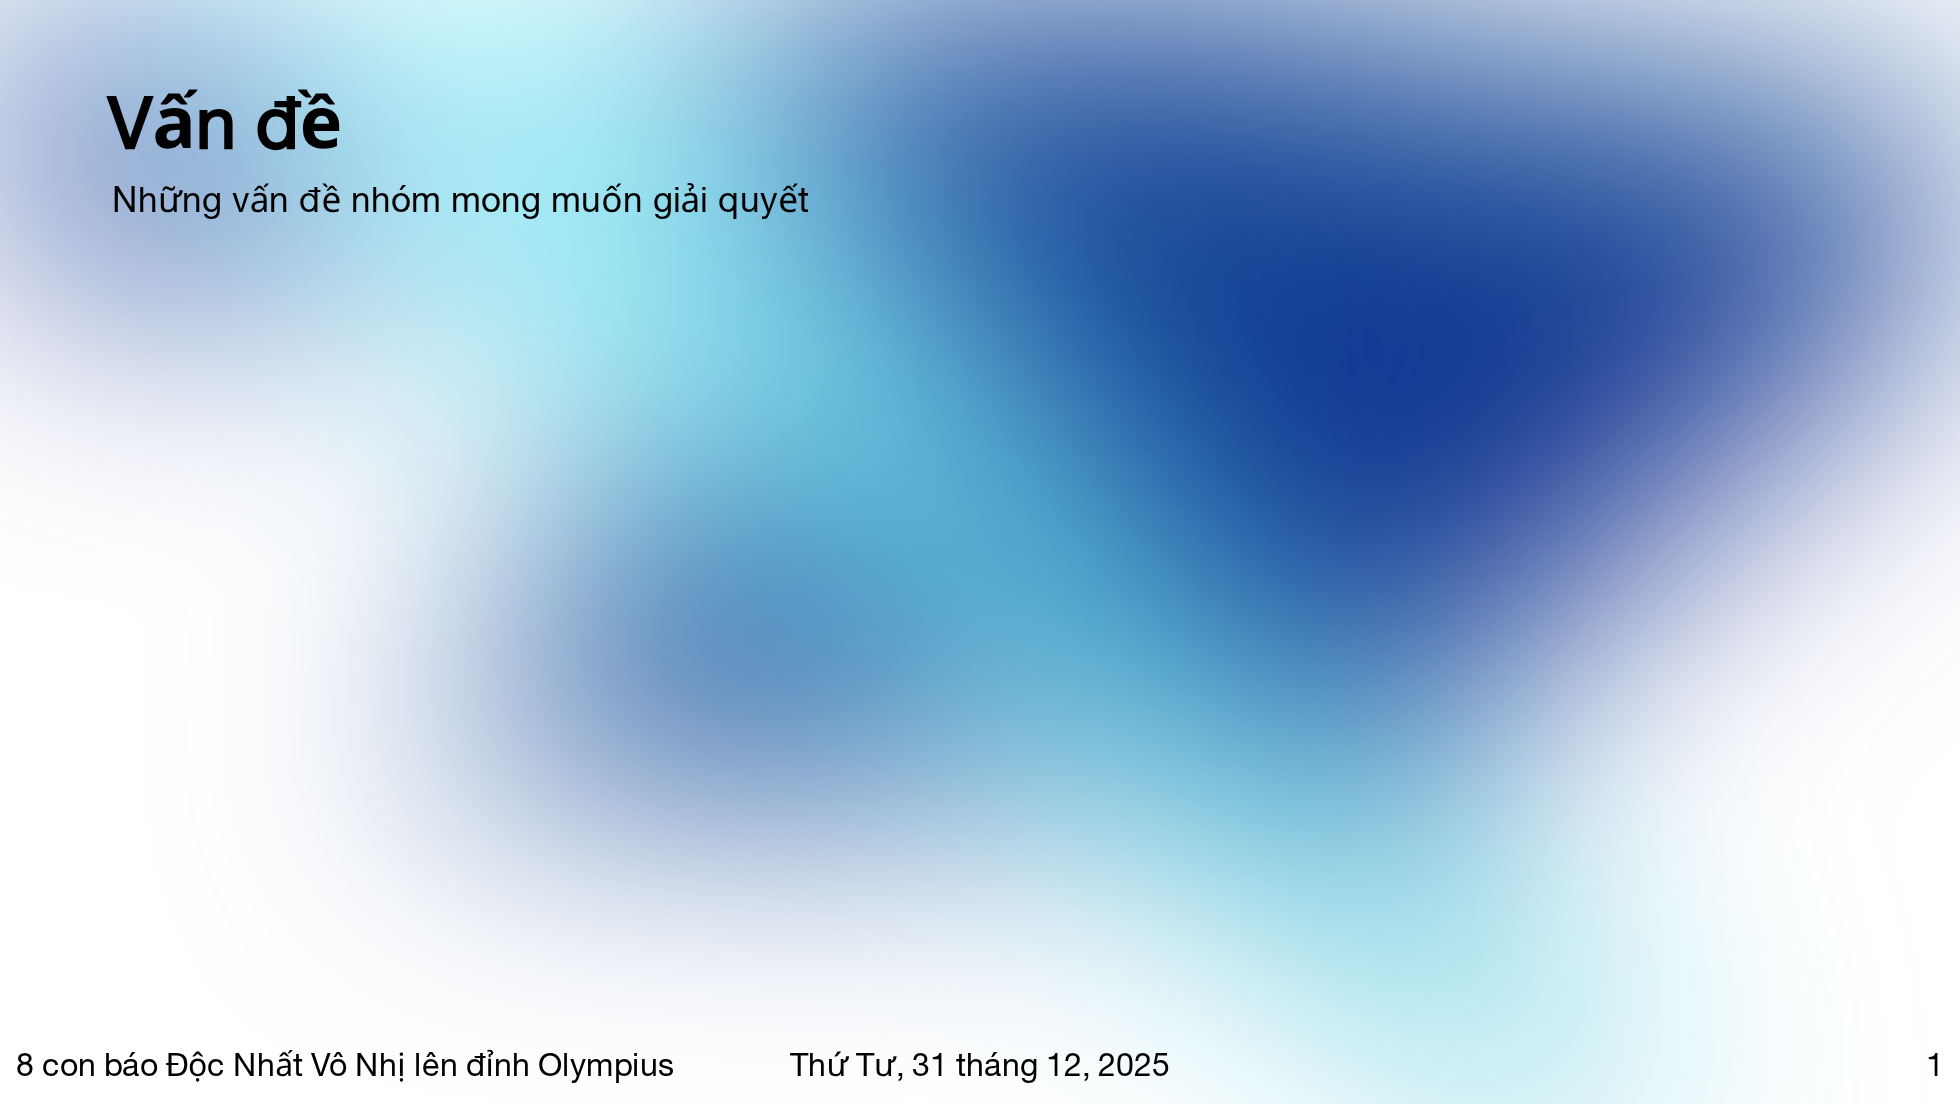 Vấn đề
Những vấn đề nhóm mong muốn giải quyết
8 con báo Độc Nhất Vô Nhị lên đỉnh Olympius
Thứ Tư, 31 tháng 12, 2025
1